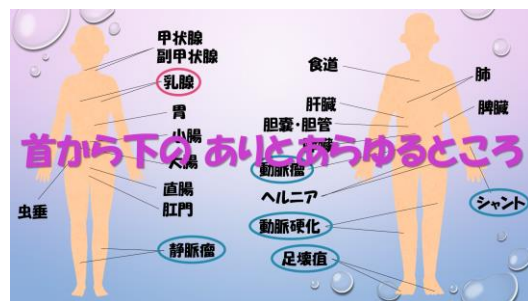 甲状腺
副甲状腺
乳腺
胃
小腸
大腸
直腸
肛門
虫垂
静脈瘤
首から下の ありとあらゆるところ
食道
肺
肝臓
脾臓
胆嚢・胆管
動脈瘤
ヘルニア
シャント
動脈硬化
足壊疽